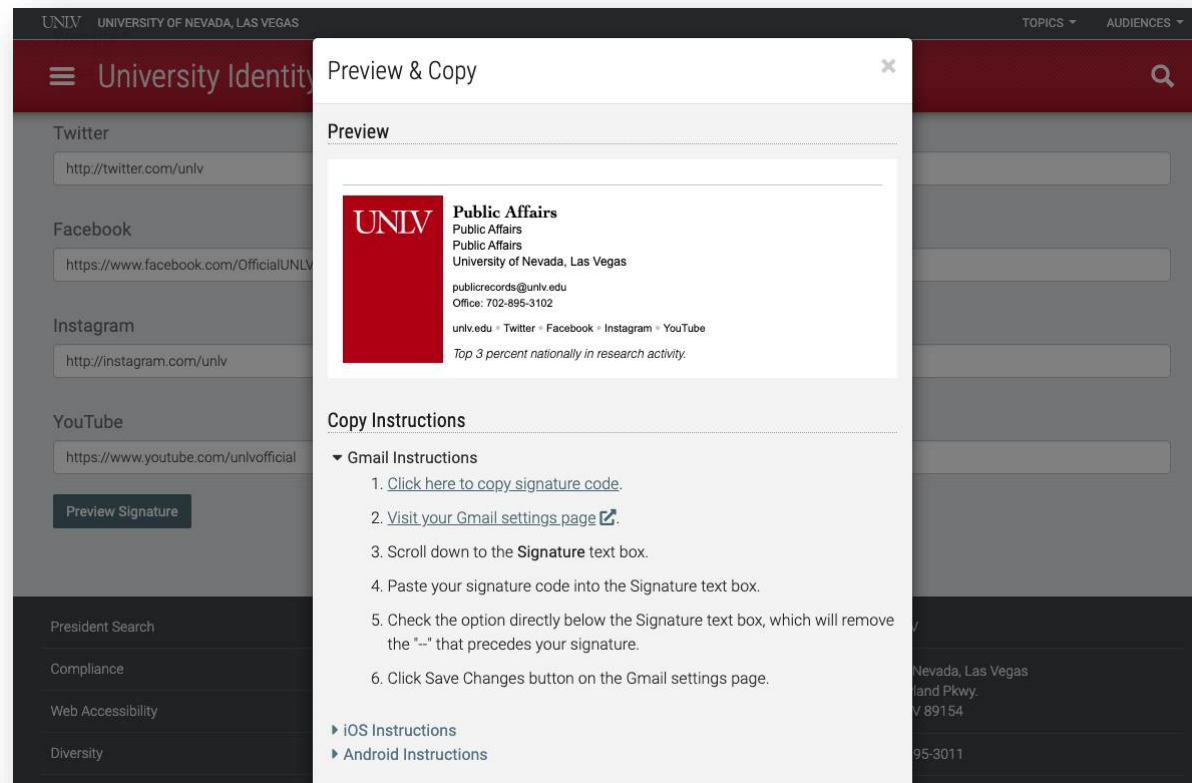 UNLV UNIVERSITY OF NEVADA, LAS VEGAS TOPICS AUDIENCES
University Identity
Preview & Copy
Twitter
http://twitter.com/unlv
Facebook
https://www.facebook.com/OfficialUNLV
Instagram
http://instagram.com/unlv
YouTube
https://www.youtube.com/unlvofficial
Preview Signature
Preview
UNLV
Public Affairs
Public Affairs
Public Affairs
University of Nevada, Las Vegas
publicrecords@unlv.edu
Office: 702-895-3102
unlv.edu • Twitter • Facebook • Instagram • YouTube
Top 3 percent nationally in research activity.
Copy Instructions
Gmail Instructions
1. Click here to copy signature code.
2. Visit your Gmail settings page.
3. Scroll down to the Signature text box.
4. Paste your signature code into the Signature text box.
5. Check the option directly below the Signature text box, which will remove
the "--" that precedes your signature.
6. Click Save Changes button on the Gmail settings page.
iOS Instructions
Android Instructions
President Search
Compliance
Web Accessibility
Diversity
Nevada, Las Vegas
Pkwy.
89154
95-3011